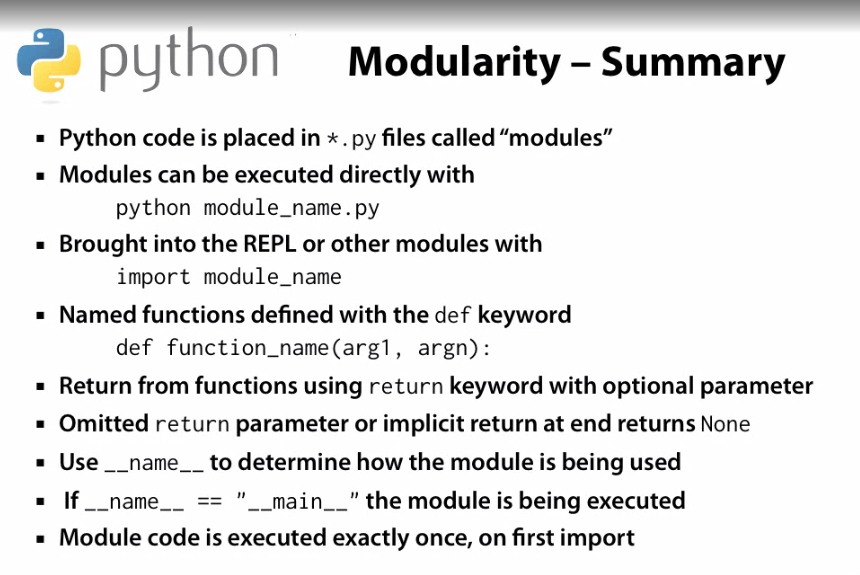 python
Modularity – Summary
▪ Python code is placed in *.py files called “modules”
▪ Modules can be executed directly with
python module_name.py
▪ Brought into the REPL or other modules with
import module_name
▪ Named functions defined with the def keyword
def function_name(arg1, argn):
▪ Return from functions using return keyword with optional parameter
▪ Omitted return parameter or implicit return at end returns None
▪ Use __name__ to determine how the module is being used
▪ If __name__ == "__main__" the module is being executed
▪ Module code is executed exactly once, on first import